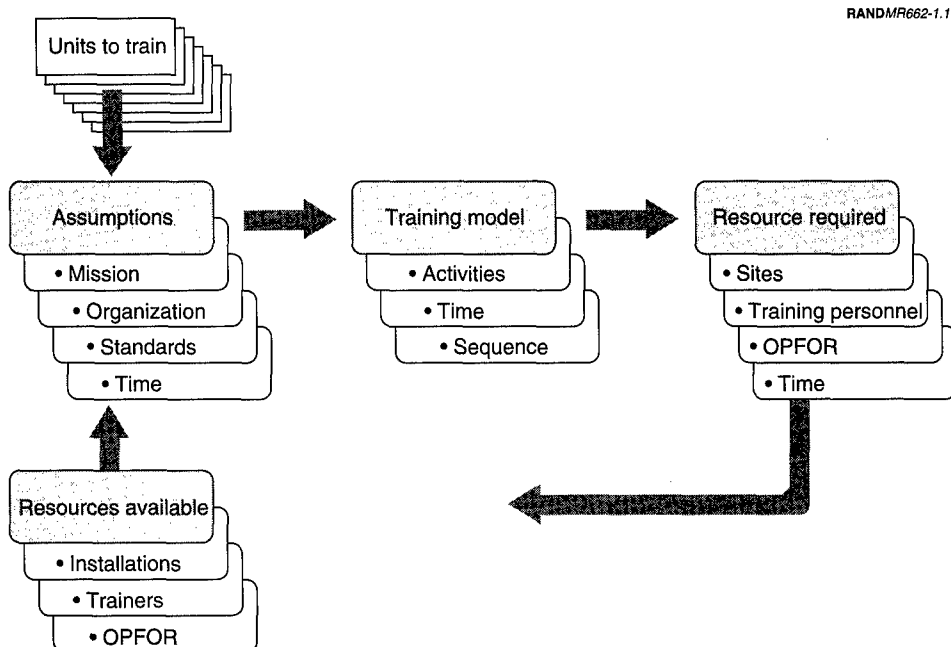 RANDMR662-1.1
Units to train
Assumptions
• Mission
• Organization
• Standards
• Time
Training model
• Activities
• Time
• Sequence
Resource required
• Sites
• Training personnel
• OPFOR
• Time
Resources available
• Installations
• Trainers
• OPFOR